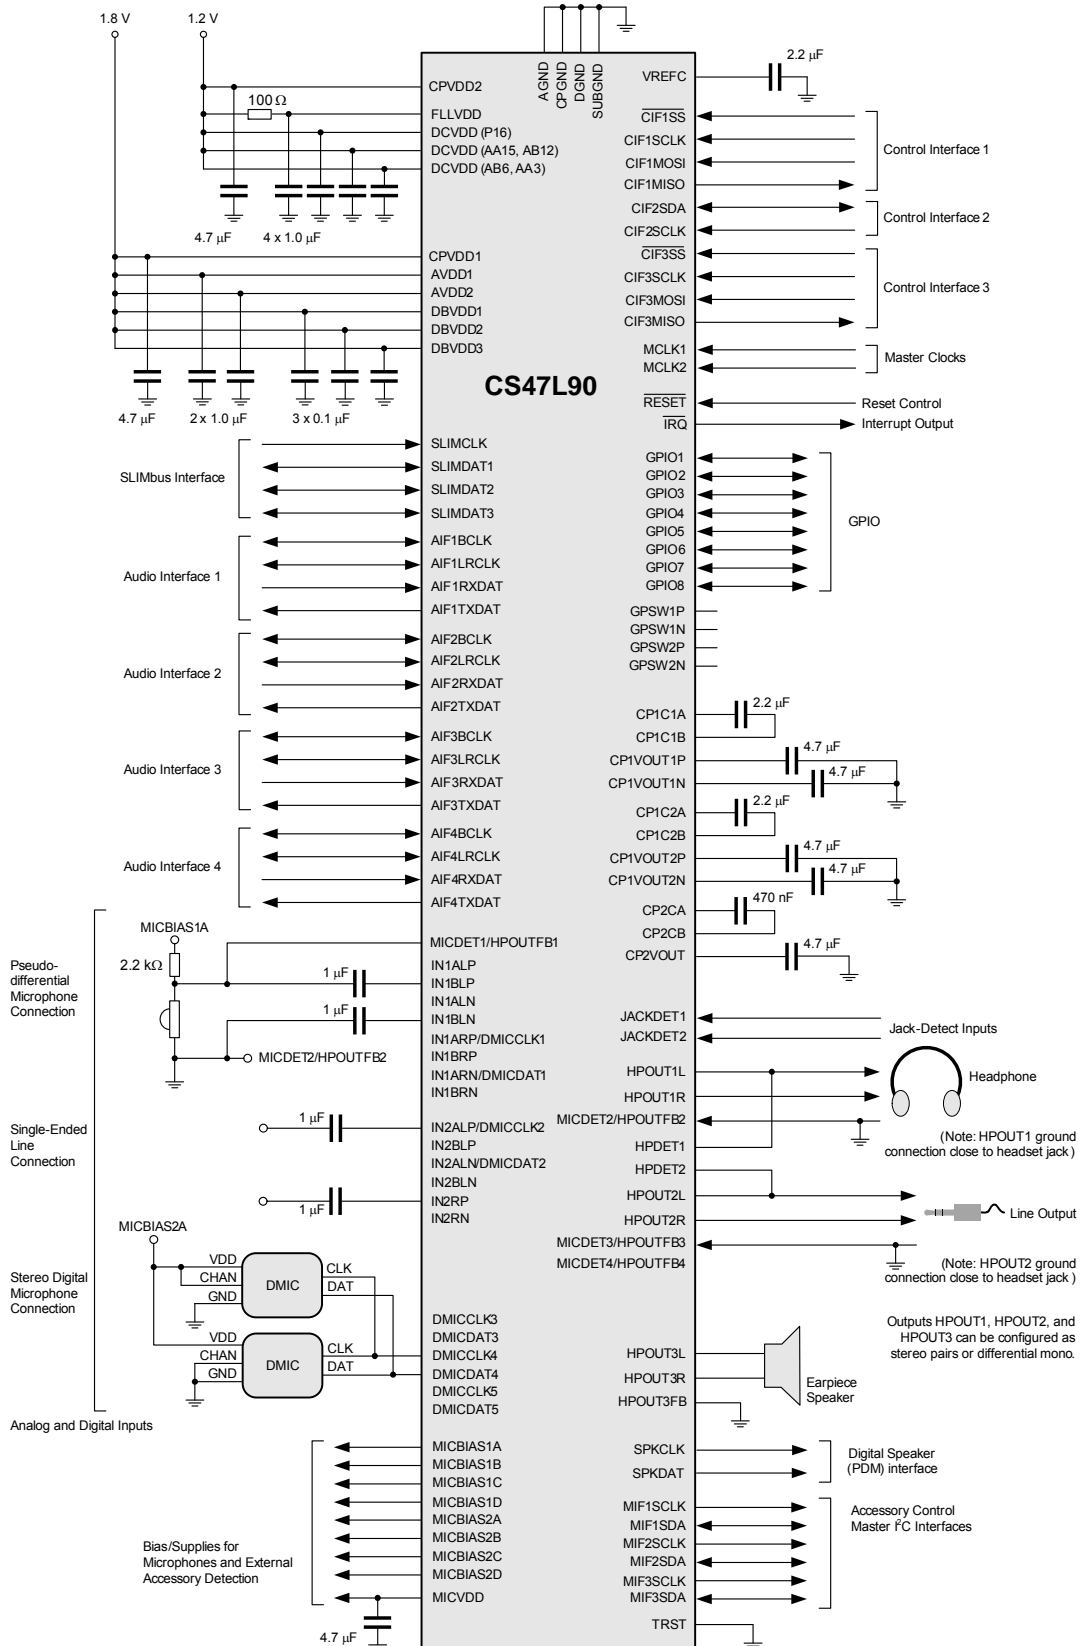 1.8 V
1.2 V
AGND
CPGND
DGND
SUBGND
CPVDD2
100 Ω
FLLVDD
DCVDD (P16)
DCVDD (AA15, AB12)
DCVDD (AB6, AA3)
4.7 µF
4 x 1.0 µF
CPVDD1
AVDD1
AVDD2
DBVDD1
DBVDD2
DBVDD3
4.7 µF
2 x 1.0 µF
3 x 0.1 µF
CS47L90
SLIMbus Interface
SLIMCLK
SLIMDAT1
SLIMDAT2
SLIMDAT3
Audio Interface 1
AIF1BCLK
AIF1LRCLK
AIF1RXDAT
AIF1TXDAT
Audio Interface 2
AIF2BCLK
AIF2LRCLK
AIF2RXDAT
AIF2TXDAT
Audio Interface 3
AIF3BCLK
AIF3LRCLK
AIF3RXDAT
AIF3TXDAT
Audio Interface 4
AIF4BCLK
AIF4LRCLK
AIF4RXDAT
AIF4TXDAT
MICBIAS1A
2.2 kΩ
Pseudo-
differential
Microphone
Connection
1 µF
1 µF
MICDET2/HPOUTFB2
MICDET1/HPOUTFB1
IN1ALP
IN1BLP
IN1ALN
IN1BLN
IN1ARP/DMICCLK1
IN1BRP
IN1ARN/DMICDAT1
IN1BRN
Single-Ended
Line
Connection
1 µF
1 µF
IN2ALP/DMICCLK2
IN2BLP
IN2ALN/DMICDAT2
IN2BLN
IN2RP
IN2RN
MICBIAS2A
Stereo Digital
Microphone
Connection
VDD
CHAN
GND
DMIC
CLK
DAT
VDD
CHAN
GND
DMIC
CLK
DAT
DMICCLK3
DMICDAT3
DMICCLK4
DMICDAT4
DMICCLK5
DMICDAT5
Analog and Digital Inputs
Bias/Supplies for
Microphones and External
Accessory Detection
MICBIAS1A
MICBIAS1B
MICBIAS1C
MICBIAS1D
MICBIAS2A
MICBIAS2B
MICBIAS2C
MICBIAS2D
MICVDD
4.7 µF
VREFC
2.2 µF
CIF1SS
CIF1SCLK
CIF1MOSI
CIF1MISO
Control Interface 1
CIF2SDA
CIF2SCLK
Control Interface 2
CIF3SS
CIF3SCLK
CIF3MOSI
CIF3MISO
Control Interface 3
MCLK1
MCLK2
Master Clocks
RESET
Reset Control
IRQ
Interrupt Output
GPIO1
GPIO2
GPIO3
GPIO4
GPIO5
GPIO6
GPIO7
GPIO8
GPIO
GPSW1P
GPSW1N
GPSW2P
GPSW2N
CP1C1A
2.2 µF
CP1C1B
CP1VOUT1P
4.7 µF
CP1VOUT1N
4.7 µF
CP1C2A
2.2 µF
CP1C2B
CP1VOUT2P
4.7 µF
CP1VOUT2N
4.7 µF
CP2CA
470 nF
CP2CB
CP2VOUT
4.7 µF
JACKDET1
JACKDET2
Jack-Detect Inputs
HPOUT1L
HPOUT1R
Headphone
MICDET2/HPOUTFB2
HPDET1
(Note: HPOUT1 ground
connection close to headset jack )
HPDET2
HPOUT2L
HPOUT2R
Line Output
MICDET3/HPOUTFB3
MICDET4/HPOUTFB4
(Note: HPOUT2 ground
connection close to headset jack )
Outputs HPOUT1, HPOUT2, and
HPOUT3 can be configured as
stereo pairs or differential mono.
HPOUT3L
HPOUT3R
HPOUT3FB
Earpiece
Speaker
SPKCLK
SPKDAT
Digital Speaker
(PDM) interface
MIF1SCLK
MIF1SDA
MIF2SCLK
MIF2SDA
MIF3SCLK
MIF3SDA
Accessory Control
Master I²C Interfaces
TRST